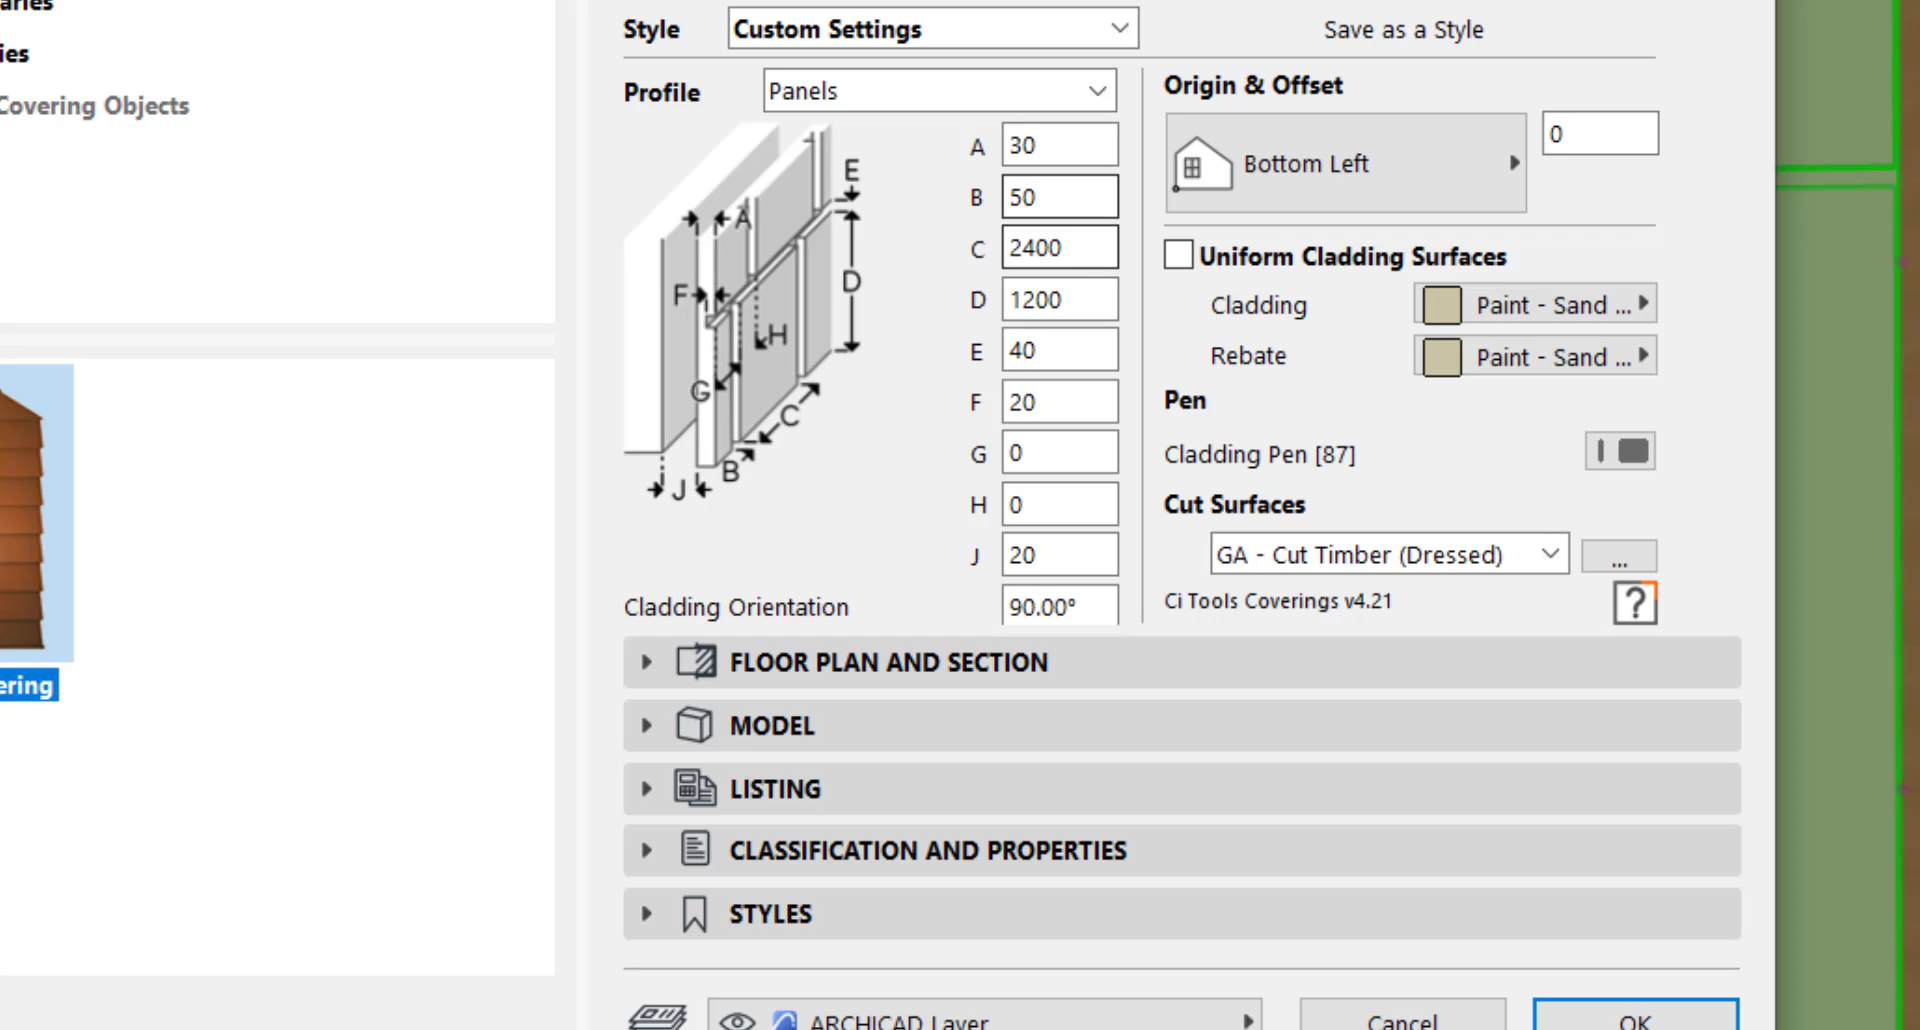 Style
Custom Settings
Save as a Style
ies
Covering Objects
Profile
Panels
Origin & Offset
Bottom Left
0
A 30
B 50
C 2400
D 1200
E 40
F 20
G 0
H 0
J 20
E
A
D
F
H
G
C
B
J
Uniform Cladding Surfaces
Cladding
Paint - Sand ...
Rebate
Paint - Sand ...
Pen
Cladding Pen [87]
Cut Surfaces
GA - Cut Timber (Dressed)
...
Cladding Orientation
90.00°
Ci Tools Coverings v4.21
?
FLOOR PLAN AND SECTION
ering
MODEL
LISTING
CLASSIFICATION AND PROPERTIES
STYLES
ARCHICAD Layer
Cancel
OK